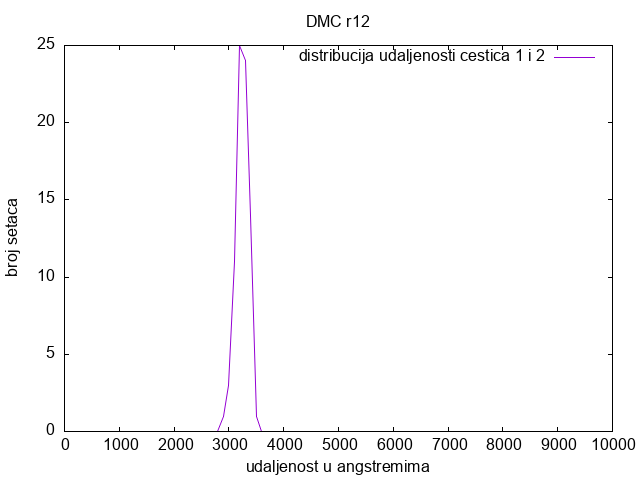 DMC r12
distribucija udaljenosti cestica 1 i 2
25
20
15
10
5
0
broj setaca
0 1000 2000 3000 4000 5000 6000 7000 8000 9000 10000
udaljenost u angstremima